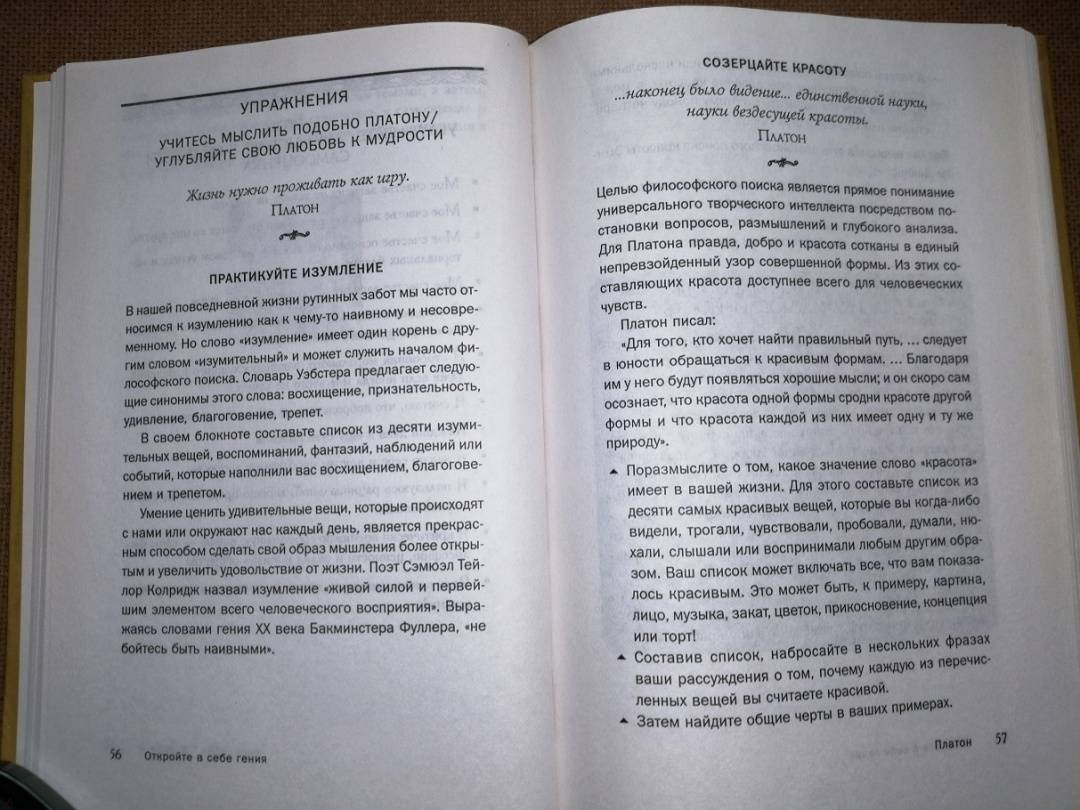 УПРАЖНЕНИЯ
УЧИТЕСЬ МЫСЛИТЬ ПОДОБНО ПЛАТОНУ/
УГЛУБЛЯЙТЕ СВОЮ ЛЮБОВЬ К МУДРОСТИ
Жизнь нужно проживать как игру.
ПЛАТОН
ПРАКТИКУЙТЕ ИЗУМЛЕНИЕ
В нашей повседневной жизни рутинных забот мы часто от-
носимся к изумлению как к чему-то наивному и несовре-
менному. Но слово «изумление» имеет один корень с дру-
гим словом «изумительный» и может служить началом фи-
лософского поиска. Словарь Уэбстера предлагает следую-
щие синонимы этого слова: восхищение, признательность,
удивление, благоговение, трепет.
В своем блокноте составьте список из десяти изуми-
тельных вещей, воспоминаний, фантазий, наблюдений или
событий, которые наполнили вас восхищением, благогове-
нием и трепетом.
Умение ценить удивительные вещи, которые происходят
с нами или окружают нас каждый день, является прекрас-
ным способом сделать свой образ мышления более откры-
тым и увеличить удовольствие от жизни. Поэт Сэмюэл Тей-
лор Колридж назвал изумление «живой силой и первей-
шим элементом всего человеческого восприятия». Выра-
жаясь словами гения XX века Бакминстера Фуллера, «не
бойтесь быть наивными».
56 Откройте в себе гения
СОЗЕРЦАЙТЕ КРАСОТУ
...наконец было видение... единственной науки,
науки вездесущей красоты.
ПЛАТОН
Целью философского поиска является прямое понимание
универсального творческого интеллекта посредством по-
становки вопросов, размышлений и глубокого анализа.
Для Платона правда, добро и красота сотканы в единый
непревзойденный узор совершенной формы. Из этих со-
ставляющих красота доступнее всего для человеческих
чувств.
Платон писал:
«Для того, кто хочет найти правильный путь, ... следует
в юности обращаться к красивым формам. ... Благодаря
им у него будут появляться хорошие мысли; и он скоро сам
осознает, что красота одной формы сродни красоте другой
формы и что красота каждой из них имеет одну и ту же
природу».
▲ Поразмыслите о том, какое значение слово «красота»
имеет в вашей жизни. Для этого составьте список из
десяти самых красивых вещей, которые вы когда-либо
видели, трогали, чувствовали, пробовали, думали, ню-
хали, слышали или воспринимали любым другим обра-
зом. Ваш список может включать все, что вам показа-
лось красивым. Это может быть, к примеру, картина,
лицо, музыка, закат, цветок, прикосновение, концепция
или торт!
▲ Составив список, набросайте в нескольких фразах
ваши рассуждения о том, почему каждую из перечис-
ленных вещей вы считаете красивой.
▲ Затем найдите общие черты в ваших примерах.
Платон 57